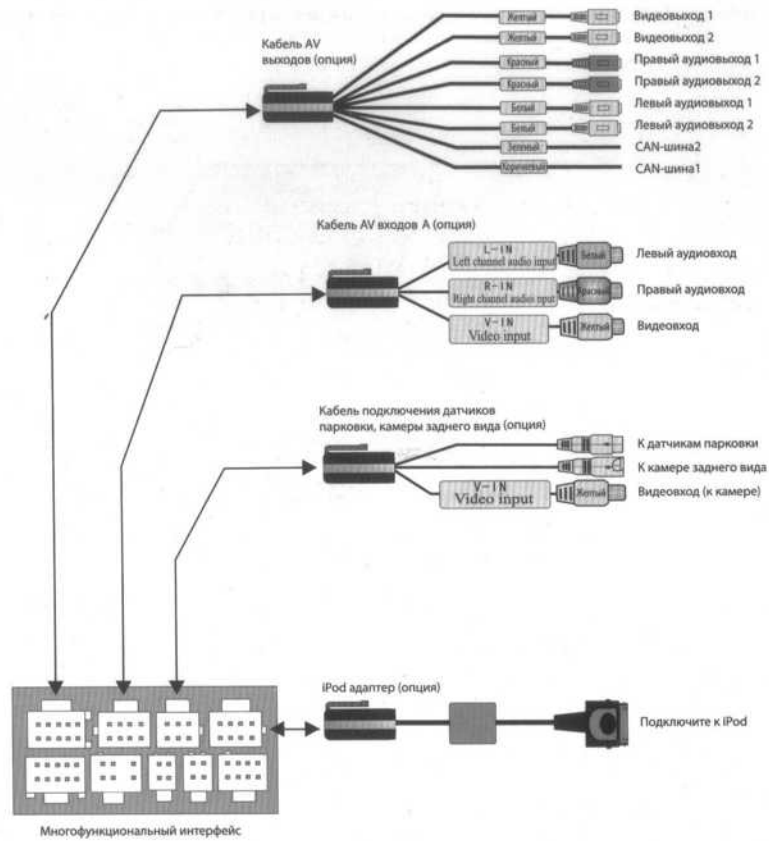 Кабель AV
выходов (опция)
Желтый
Видеовыход 1
Желтый
Видеовыход 2
Красный
Правый аудиовыход 1
Красный
Правый аудиовыход 2
Белый
Левый аудиовыход 1
Белый
Левый аудиовыход 2
Зеленый
CAN-шина2
Коричневый
CAN-шина1
Кабель AV входов А (опция)
L-IN
Left channel audio input
Белый
Левый аудиовход
R-IN
Right channel audio nput
Красный
Правый аудиовход
V-IN
Video input
Желтый
Видеовход
Кабель подключения датчиков
парковки, камеры заднего вида (опция)
К датчикам парковки
К камере заднего вида
V-IN
Video input
Желтый
Видеовход (к камере)
iPod адаптер (опция)
Подключите к iPod
Многофункциональный интерфейс